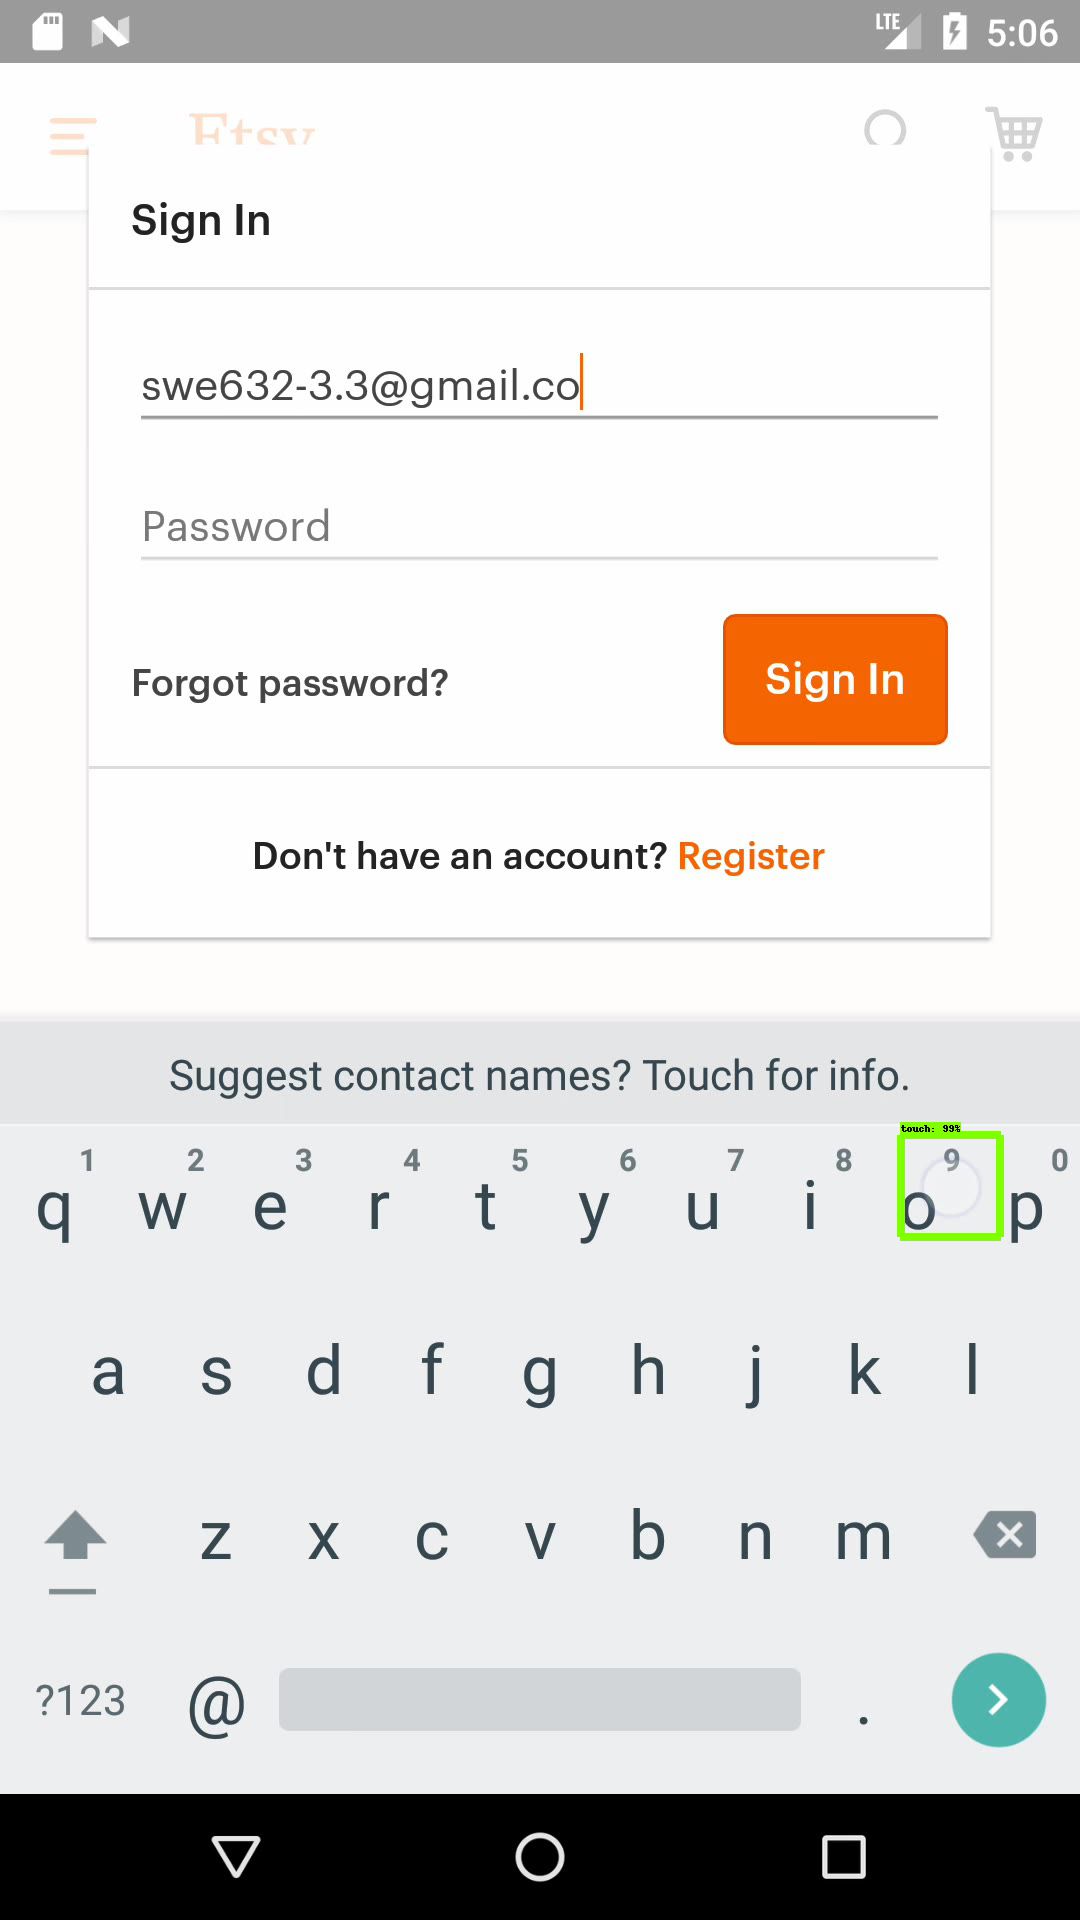 LTE 5:06
Etsy
Sign In
swe632-3.3@gmail.co
Password
Forgot password?
Sign In
Don't have an account? Register
Suggest contact names? Touch for info.
touch: 99%
1 2 3 4 5 6 7 8 9 0
q w e r t y u i o p
a s d f g h j k l
z x c v b n m
?123 @ .